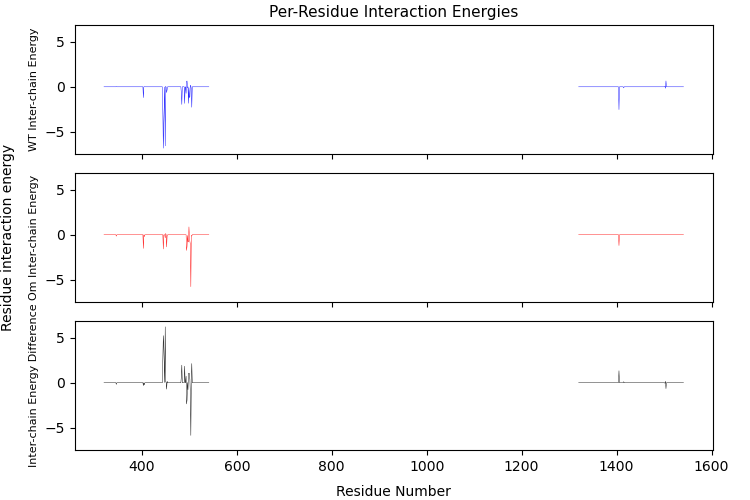 Per-Residue Interaction Energies
Residue interaction energy
WT Inter-chain Energy
5
0
−5
Om Inter-chain Energy
5
0
−5
Inter-chain Energy Difference
5
0
−5
400 600 800 1000 1200 1400 1600
Residue Number